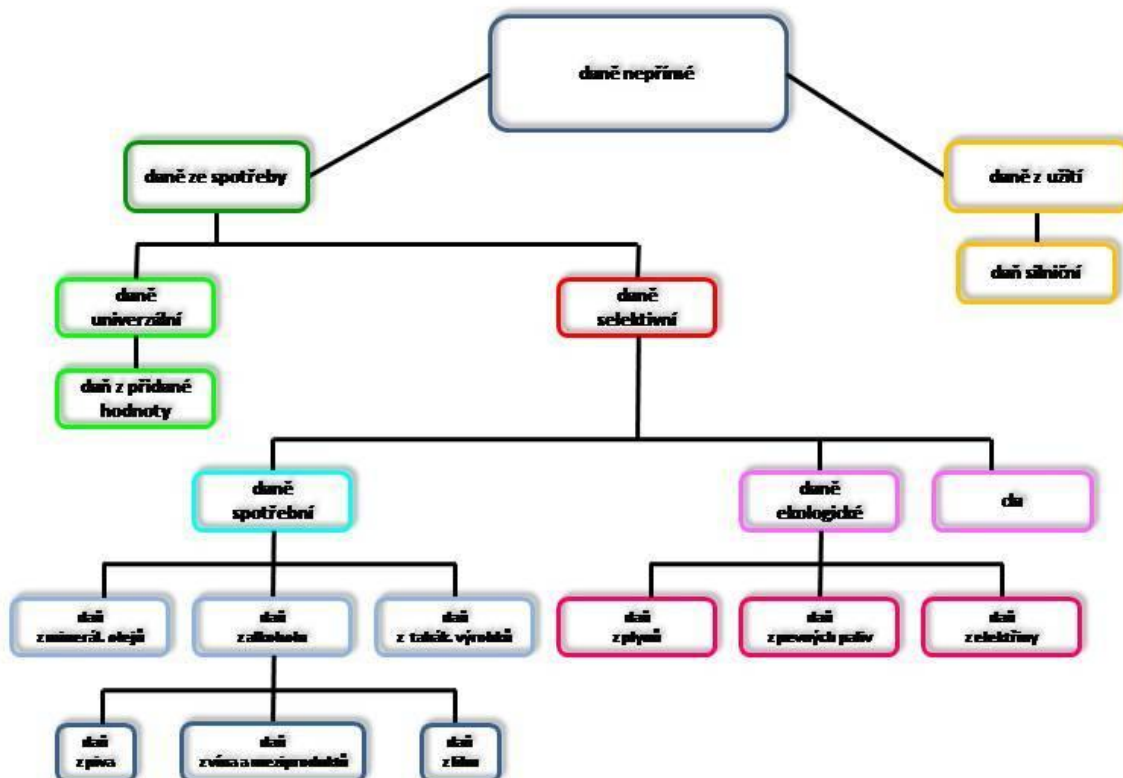 daně nepřímé
daně ze spotřeby
daně z užití
daň silniční
daně
univerzální
daně
selektivní
daň z přidané
hodnoty
daně
spotřební
daně
ekologické
cla
daň
z minerál. olejů
daň
z alkoholu
daň
z tabák. výrobků
daň
z plynů
daň
z pevných paliv
daň
z elektřiny
daň
z piva
daň
z vína a meziproduktů
daň
z lihu